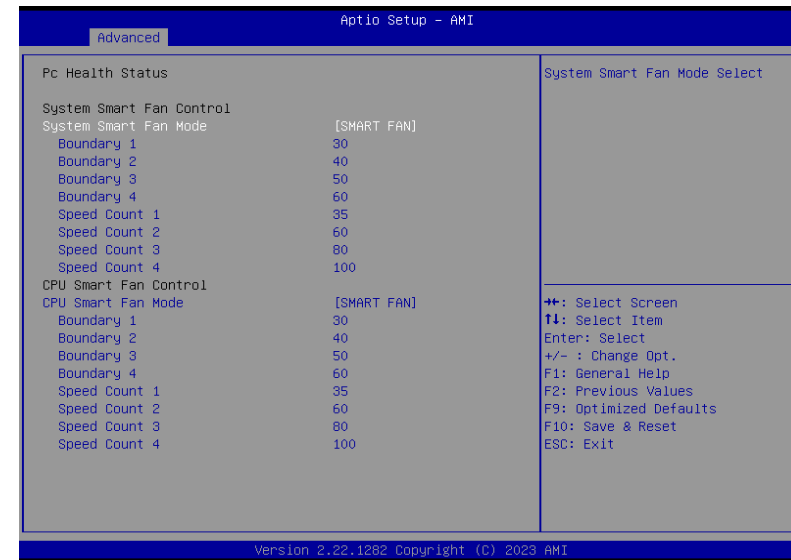 Aptio Setup – AMI
Advanced
Pc Health Status
System Smart Fan Control
System Smart Fan Mode [SMART FAN]
Boundary 1 30
Boundary 2 40
Boundary 3 50
Boundary 4 60
Speed Count 1 35
Speed Count 2 60
Speed Count 3 80
Speed Count 4 100
CPU Smart Fan Control
CPU Smart Fan Mode [SMART FAN]
Boundary 1 30
Boundary 2 40
Boundary 3 50
Boundary 4 60
Speed Count 1 35
Speed Count 2 60
Speed Count 3 80
Speed Count 4 100
System Smart Fan Mode Select
→←: Select Screen
↑↓: Select Item
Enter: Select
+/- : Change Opt.
F1: General Help
F2: Previous Values
F9: Optimized Defaults
F10: Save & Reset
ESC: Exit
Version 2.22.1282 Copyright (C) 2023 AMI